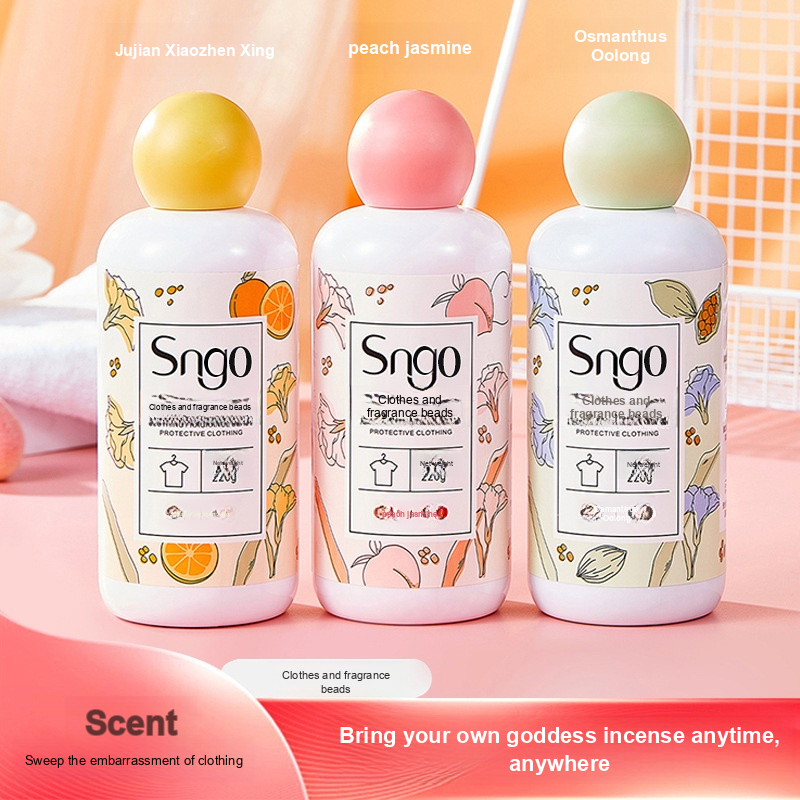 Jujian Xiaozhen Xing
peach jasmine
Osmanthus
Oolong
Sngo
Clothes and fragrance beads
PROTECTIVE CLOTHING
Sngo
Clothes and
fragrance beads
PROTECTIVE CLOTHING
Sngo
Clothes and
fragrance beads
PROTECTIVE CLOTHING
Clothes and fragrance
beads
Scent
Sweep the embarrassment of clothing
Bring your own goddess incense anytime,
anywhere